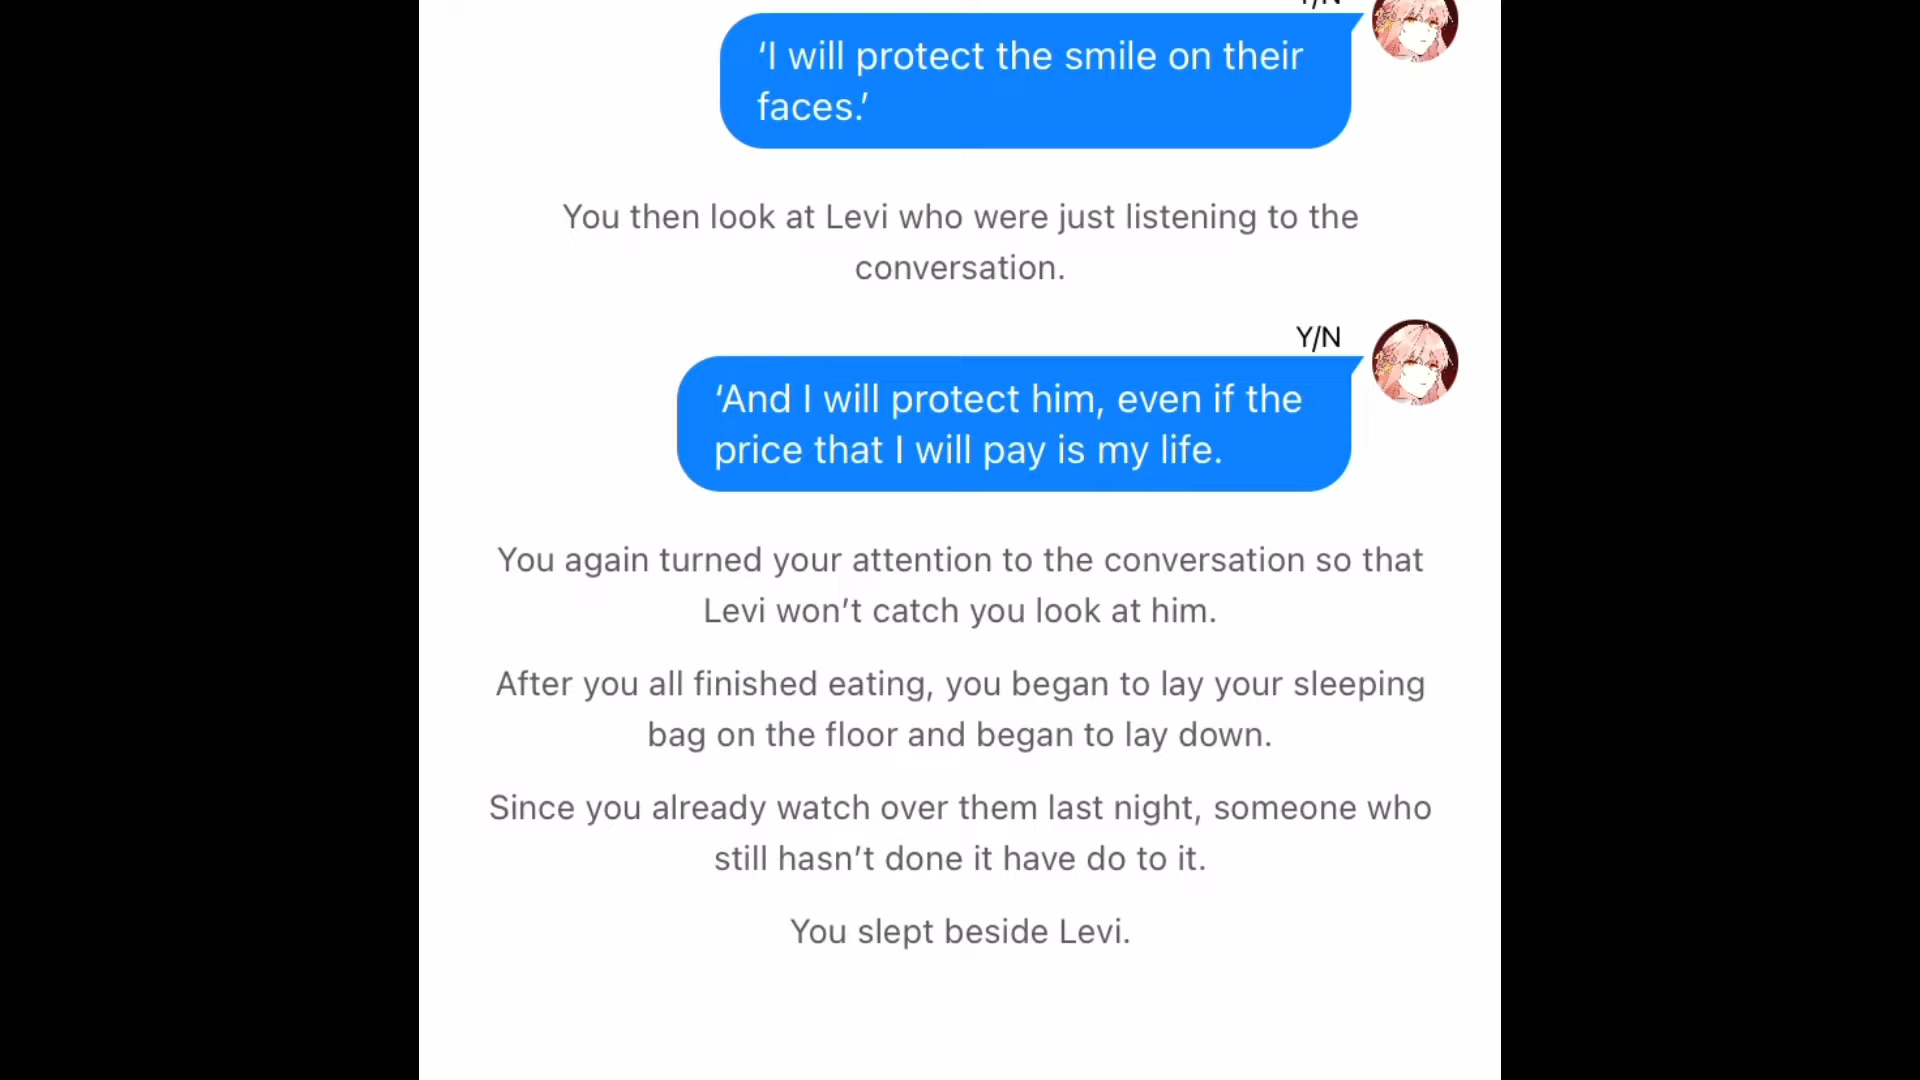 Y/N
‘I will protect the smile on their
faces.’
You then look at Levi who were just listening to the
conversation.
Y/N
‘And I will protect him, even if the
price that I will pay is my life.
You again turned your attention to the conversation so that
Levi won’t catch you look at him.
After you all finished eating, you began to lay your sleeping
bag on the floor and began to lay down.
Since you already watch over them last night, someone who
still hasn’t done it have do to it.
You slept beside Levi.